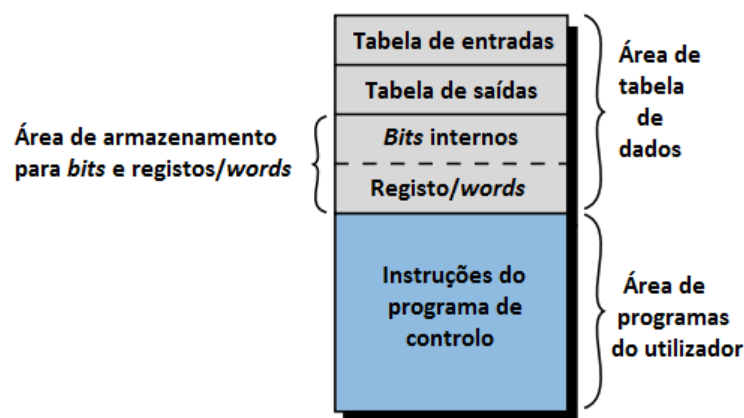 Tabela de entradas
Tabela de saídas
Bits internos
Registo/words
Instruções do
programa de
controlo
Área de armazenamento
para bits e registos/words
Área de
tabela
de
dados
Área de
programas
do utilizador